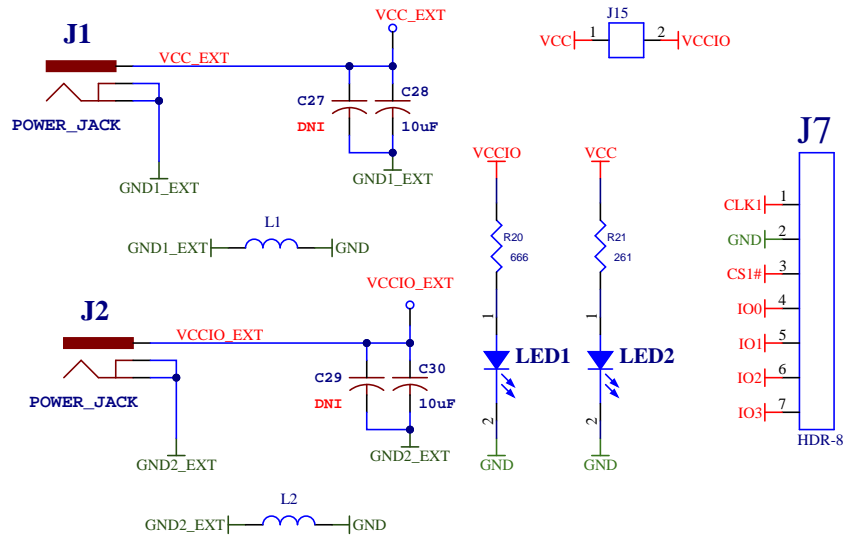 J1
VCC_EXT
VCC_EXT
C27
DNI
C28
10uF
POWER_JACK
GND1_EXT
GND1_EXT
J15
VCC
1
2
VCCIO
L1
GND1_EXT
GND
J2
VCCIO_EXT
VCCIO_EXT
C29
DNI
C30
10uF
POWER_JACK
GND2_EXT
GND2_EXT
L2
GND2_EXT
GND
VCCIO
R20
666
1
LED1
2
GND
VCC
R21
261
1
LED2
2
GND
J7
CLK1
1
GND
2
CS1#
3
IO0
4
IO1
5
IO2
6
IO3
7
HDR-8